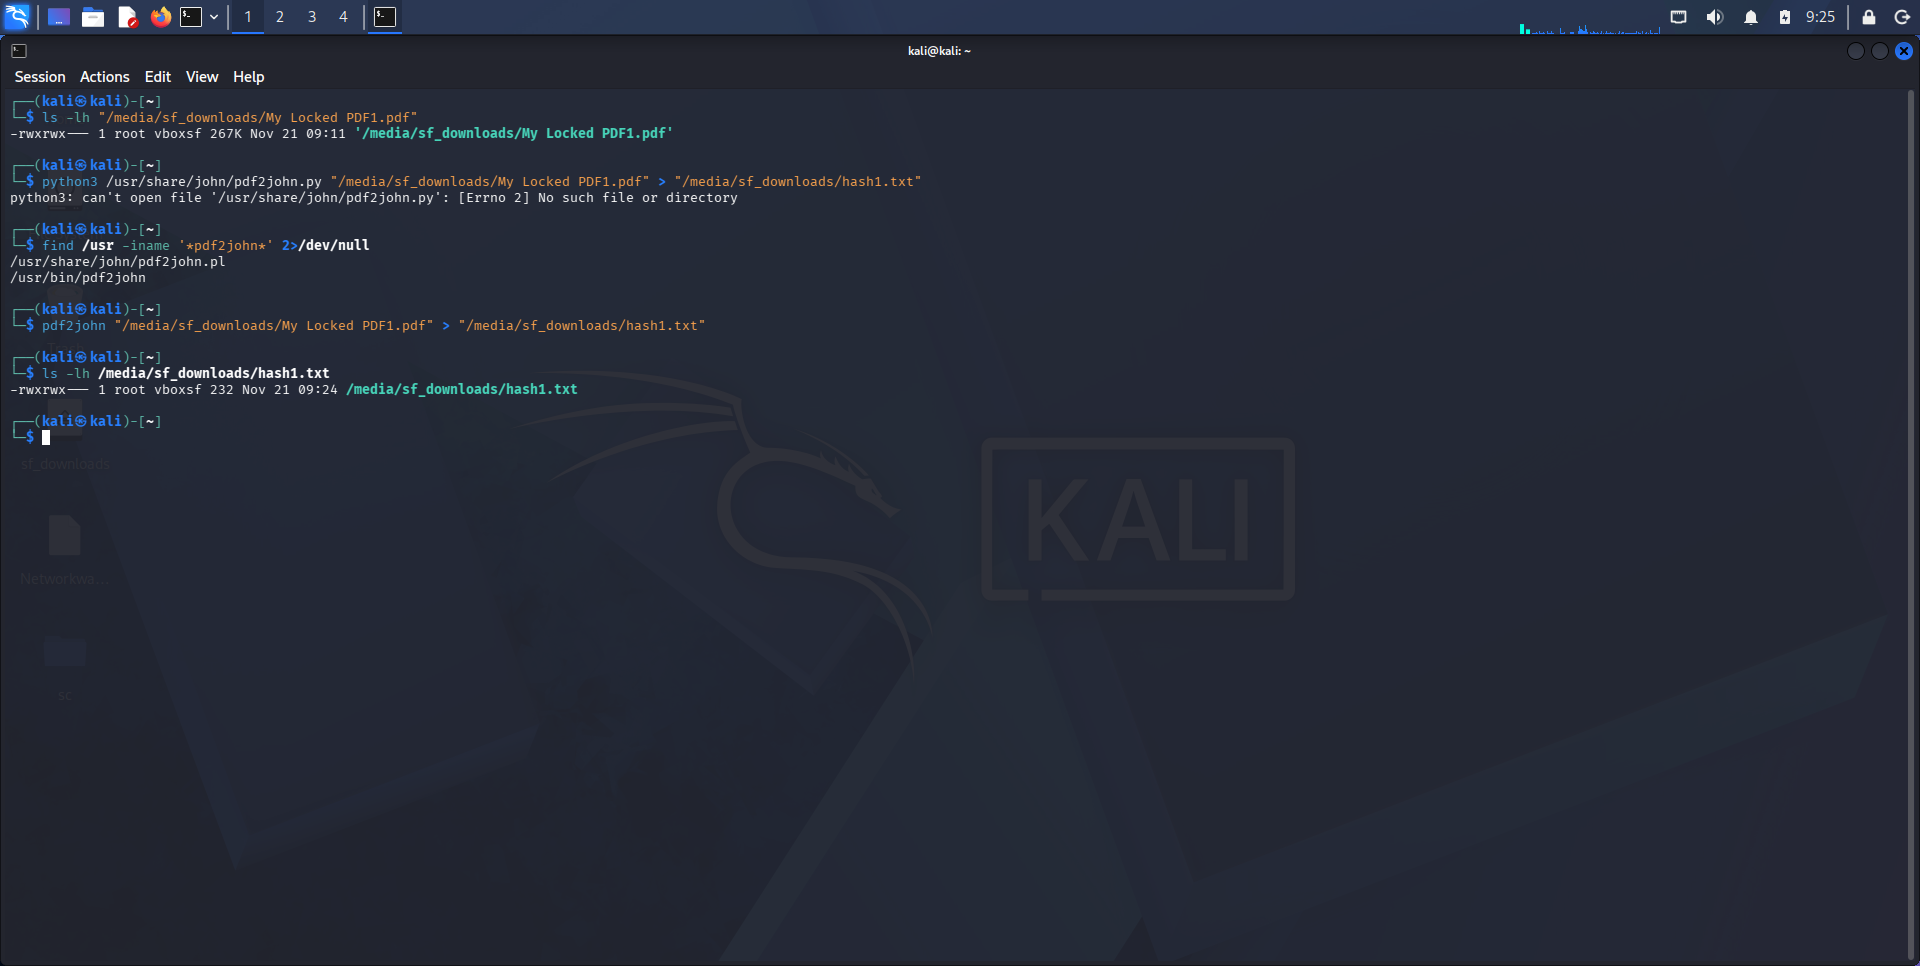 1 2 3 4 9:25
kali@kali: ~
Session Actions Edit View Help
┌──(kali㉿kali)-[~]
└─$ ls -lh "/media/sf_downloads/My Locked PDF1.pdf"
-rwxrwx--- 1 root vboxsf 267K Nov 21 09:11 '/media/sf_downloads/My Locked PDF1.pdf'
┌──(kali㉿kali)-[~]
└─$ python3 /usr/share/john/pdf2john.py "/media/sf_downloads/My Locked PDF1.pdf" > "/media/sf_downloads/hash1.txt"
python3: can't open file '/usr/share/john/pdf2john.py': [Errno 2] No such file or directory
┌──(kali㉿kali)-[~]
└─$ find /usr -iname '*pdf2john*' 2>/dev/null
/usr/share/john/pdf2john.pl
/usr/bin/pdf2john
┌──(kali㉿kali)-[~]
└─$ pdf2john "/media/sf_downloads/My Locked PDF1.pdf" > "/media/sf_downloads/hash1.txt"
Trash
┌──(kali㉿kali)-[~]
└─$ ls -lh /media/sf_downloads/hash1.txt
-rwxrwx--- 1 root vboxsf 232 Nov 21 09:24 /media/sf_downloads/hash1.txt
┌──(kali㉿kali)-[~]
└─$
sf_downloads
KALI
Networkwa...
sc